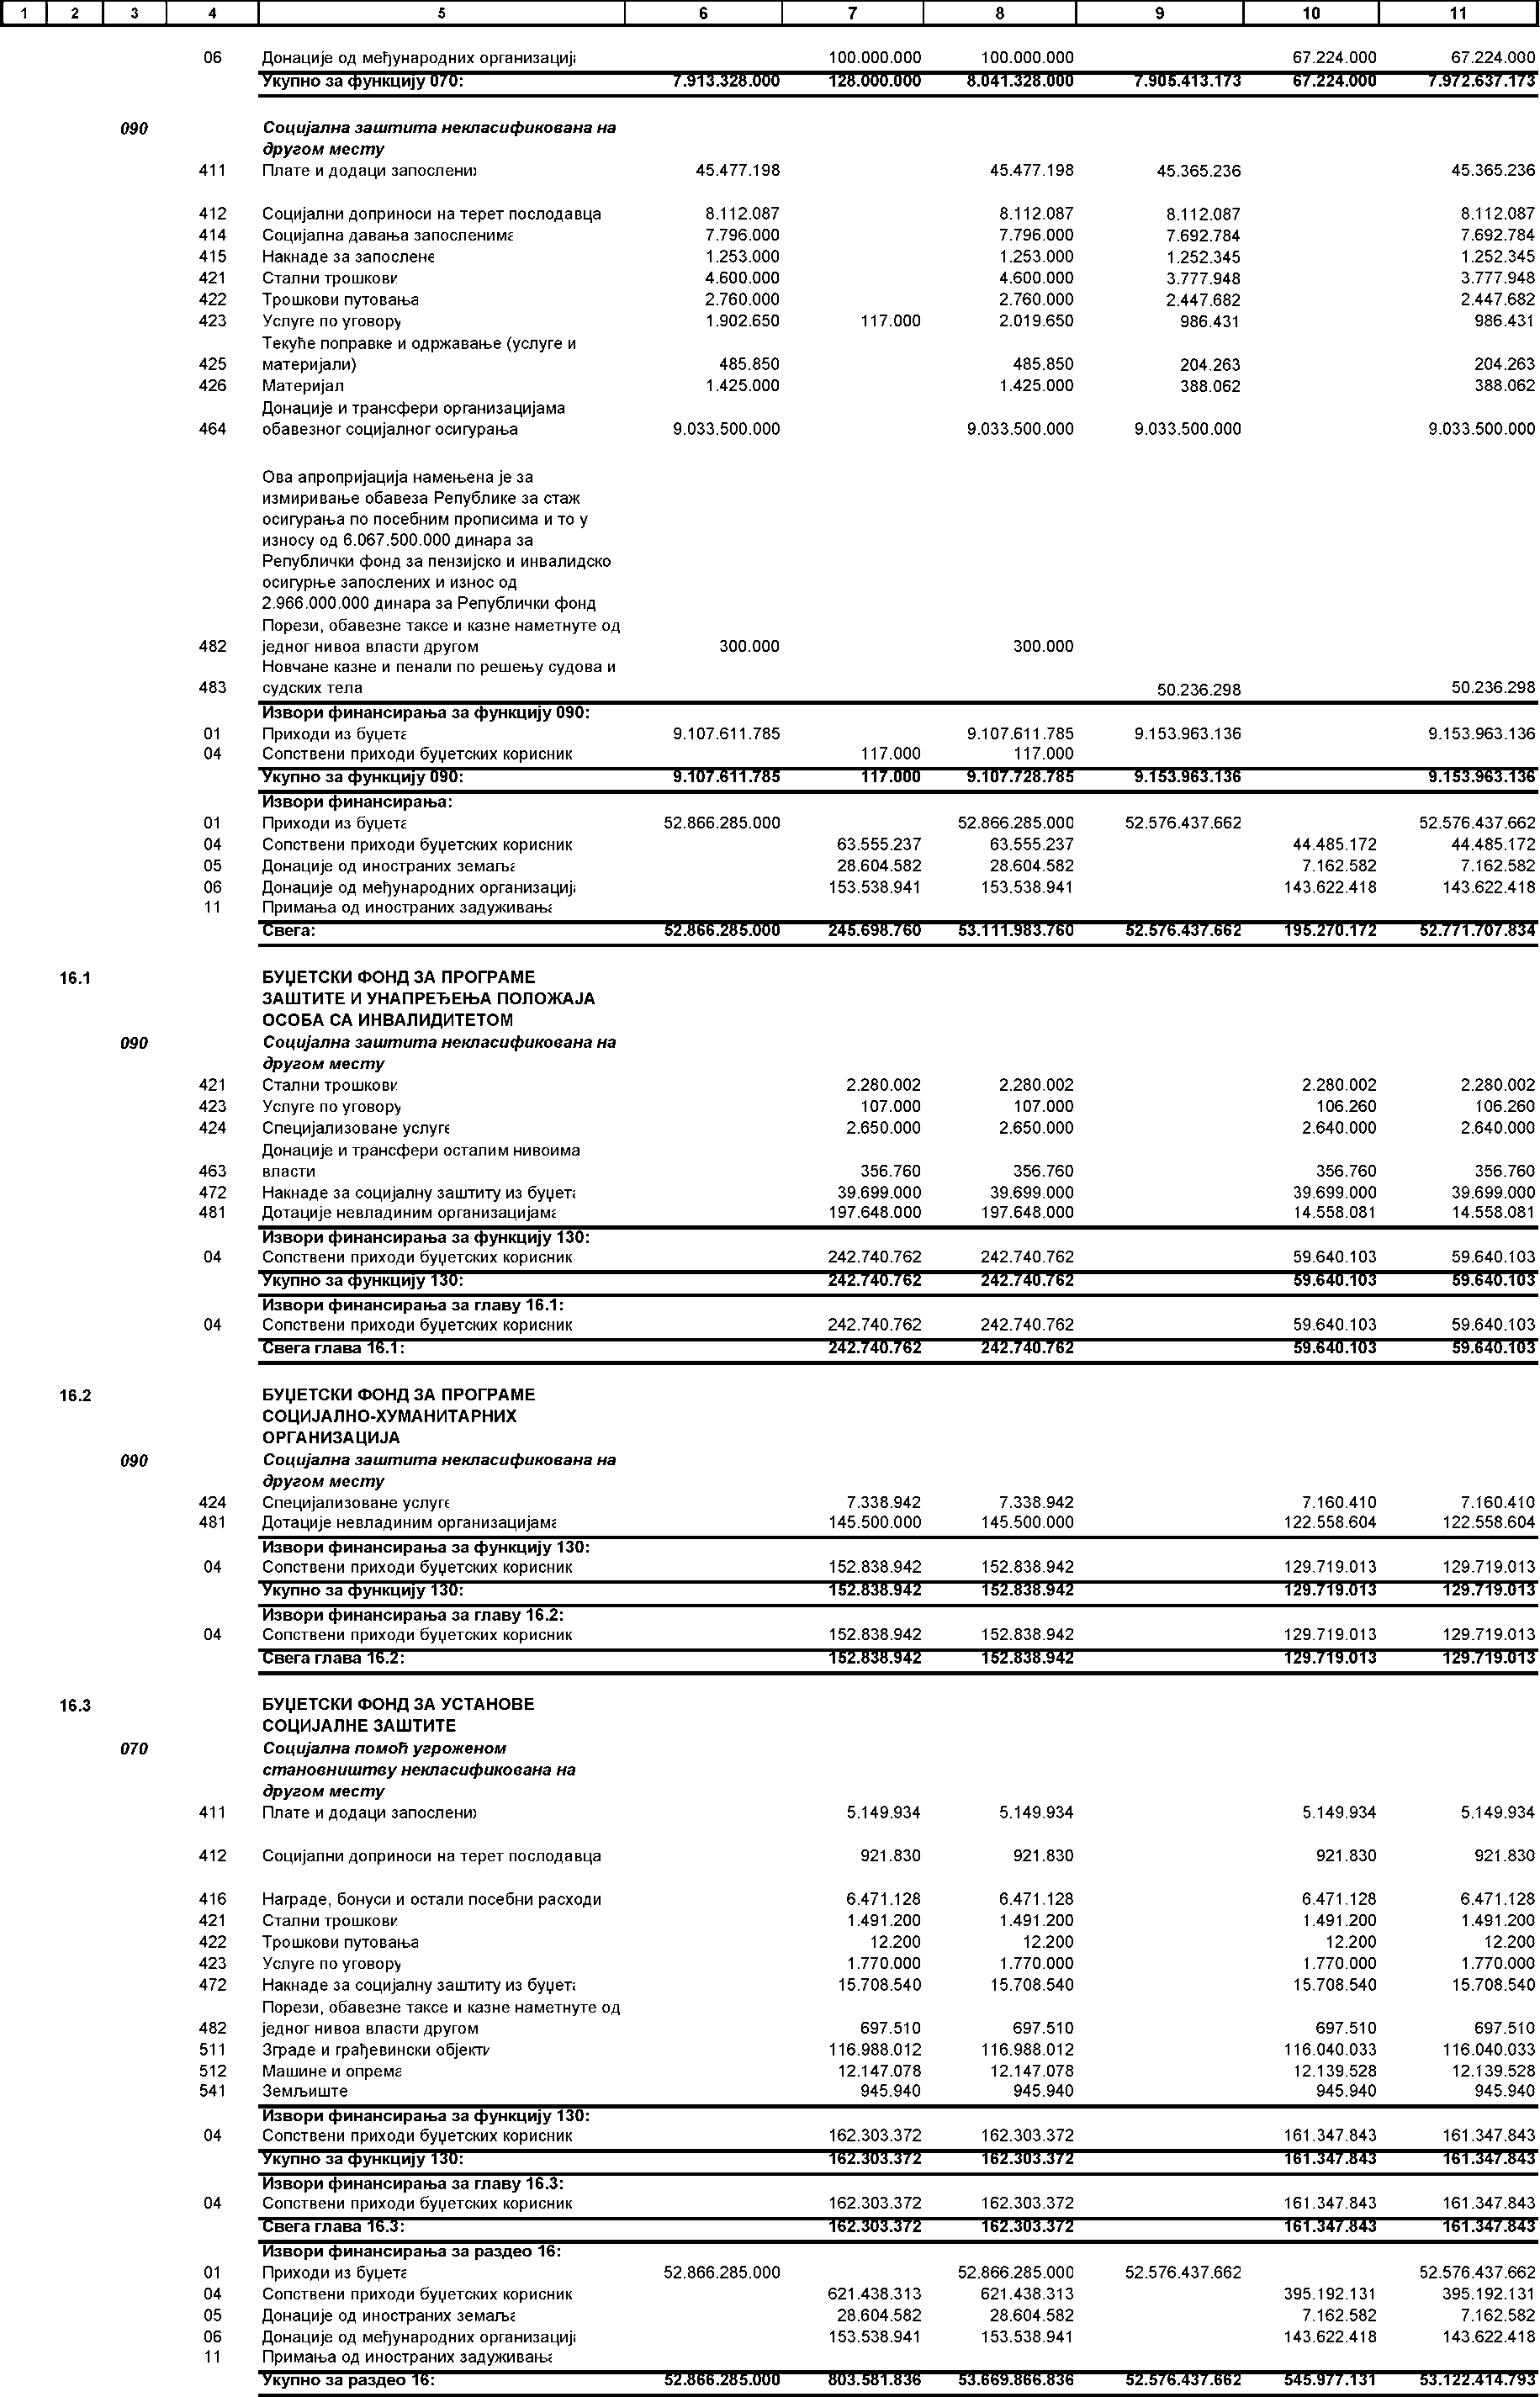 1 2 3 4 5 6 7 8 9 10 11
06 Донације од међународних организациј 100.000.000 100.000.000 67.224.000 67.224.000
Укупно за функцију 070: 7.913.328.000 128.000.000 8.041.328.000 7.905.413.173 67.224.000 7.972.637.173
090 Социјална заштита некласификована на
другом месту
411 Плате и додаци запослених 45.477.198 45.477.198 45.365.236 45.365.236
412 Социјални доприноси на терет послодавца 8.112.087 8.112.087 8.112.087 8.112.087
414 Социјална давања запосленима 7.796.000 7.796.000 7.692.784 7.692.784
415 Накнаде за запослене 1.253.000 1.253.000 1.252.345 1.252.345
421 Стални трошкови 4.600.000 4.600.000 3.777.948 3.777.948
422 Трошкови путовања 2.760.000 2.760.000 2.447.682 2.447.682
423 Услуге по уговору 1.902.650 117.000 2.019.650 986.431 986.431
Текуће поправке и одржавање (услуге и
425 материјали) 485.850 485.850 204.263 204.263
426 Материјал 1.425.000 1.425.000 388.062 388.062
Донације и трансфери организацијама
464 обавезног социјалног осигурања 9.033.500.000 9.033.500.000 9.033.500.000 9.033.500.000
Ова апропријација намењена је за
измиривање обавеза Републике за стаж
осигурања по посебним прописима и то у
износу од 6.067.500.000 динара за
Републички фонд за пензијско и инвалидско
осигурње запослених и износ од
2.966.000.000 динара за Републички фонд
Порези, обавезне таксе и казне наметнуте од
482 једног нивоа власти другом 300.000 300.000
Новчане казне и пенали по решењу судова и
483 судских тела 50.236.298 50.236.298
Извори финансирања за функцију 090:
01 Приходи из буџета 9.107.611.785 9.107.611.785 9.153.963.136 9.153.963.136
04 Сопствени приходи буџетских корисник 117.000 117.000
Укупно за функцију 090: 9.107.611.785 117.000 9.107.728.785 9.153.963.136 9.153.963.136
Извори финансирања:
01 Приходи из буџета 52.866.285.000 52.866.285.000 52.576.437.662 52.576.437.662
04 Сопствени приходи буџетских корисник 63.555.237 63.555.237 44.485.172 44.485.172
05 Донације од иностраних земаља 28.604.582 28.604.582 7.162.582 7.162.582
06 Донације од међународних организациј 153.538.941 153.538.941 143.622.418 143.622.418
11 Примања од иностраних задуживања
Свега: 52.866.285.000 245.698.760 53.111.983.760 52.576.437.662 195.270.172 52.771.707.834
16.1 БУЏЕТСКИ ФОНД ЗА ПРОГРАМЕ
ЗАШТИТЕ И УНАПРЕЂЕЊА ПОЛОЖАЈА
ОСОБА СА ИНВАЛИДИТЕТОМ
090 Социјална заштита некласификована на
другом месту
421 Стални трошкови 2.280.002 2.280.002 2.280.002 2.280.002
423 Услуге по уговору 107.000 107.000 106.260 106.260
424 Специјализоване услуге 2.650.000 2.650.000 2.640.000 2.640.000
Донације и трансфери осталим нивоима
463 власти 356.760 356.760 356.760 356.760
472 Накнаде за социјалну заштиту из буџета 39.699.000 39.699.000 39.699.000 39.699.000
481 Дотације невладиним организацијама 197.648.000 197.648.000 14.558.081 14.558.081
Извори финансирања за функцију 130:
04 Сопствени приходи буџетских корисник 242.740.762 242.740.762 59.640.103 59.640.103
Укупно за функцију 130: 242.740.762 242.740.762 59.640.103 59.640.103
Извори финансирања за главу 16.1:
04 Сопствени приходи буџетских корисник 242.740.762 242.740.762 59.640.103 59.640.103
Свега глава 16.1: 242.740.762 242.740.762 59.640.103 59.640.103
16.2 БУЏЕТСКИ ФОНД ЗА ПРОГРАМЕ
СОЦИЈАЛНО-ХУМАНИТАРНИХ
ОРГАНИЗАЦИЈА
090 Социјална заштита некласификована на
другом месту
424 Специјализоване услуге 7.338.942 7.338.942 7.160.410 7.160.410
481 Дотације невладиним организацијама 145.500.000 145.500.000 122.558.604 122.558.604
Извори финансирања за функцију 130:
04 Сопствени приходи буџетских корисник 152.838.942 152.838.942 129.719.013 129.719.013
Укупно за функцију 130: 152.838.942 152.838.942 129.719.013 129.719.013
Извори финансирања за главу 16.2:
04 Сопствени приходи буџетских корисник 152.838.942 152.838.942 129.719.013 129.719.013
Свега глава 16.2: 152.838.942 152.838.942 129.719.013 129.719.013
16.3 БУЏЕТСКИ ФОНД ЗА УСТАНОВЕ
СОЦИЈАЛНЕ ЗАШТИТЕ
070 Социјална помоћ угроженом
становништву некласификована на
другом месту
411 Плате и додаци запослених 5.149.934 5.149.934 5.149.934 5.149.934
412 Социјални доприноси на терет послодавца 921.830 921.830 921.830 921.830
416 Награде, бонуси и остали посебни расходи 6.471.128 6.471.128 6.471.128 6.471.128
421 Стални трошкови 1.491.200 1.491.200 1.491.200 1.491.200
422 Трошкови путовања 12.200 12.200 12.200 12.200
423 Услуге по уговору 1.770.000 1.770.000 1.770.000 1.770.000
472 Накнаде за социјалну заштиту из буџета 15.708.540 15.708.540 15.708.540 15.708.540
Порези, обавезне таксе и казне наметнуте од
482 једног нивоа власти другом 697.510 697.510 697.510 697.510
511 Зграде и грађевински објекти 116.988.012 116.988.012 116.040.033 116.040.033
512 Машине и опрема 12.147.078 12.147.078 12.139.528 12.139.528
541 Земљиште 945.940 945.940 945.940 945.940
Извори финансирања за функцију 130:
04 Сопствени приходи буџетских корисник 162.303.372 162.303.372 161.347.843 161.347.843
Укупно за функцију 130: 162.303.372 162.303.372 161.347.843 161.347.843
Извори финансирања за главу 16.3:
04 Сопствени приходи буџетских корисник 162.303.372 162.303.372 161.347.843 161.347.843
Свега глава 16.3: 162.303.372 162.303.372 161.347.843 161.347.843
Извори финансирања за раздео 16:
01 Приходи из буџета 52.866.285.000 52.866.285.000 52.576.437.662 52.576.437.662
04 Сопствени приходи буџетских корисник 621.438.313 621.438.313 395.192.131 395.192.131
05 Донације од иностраних земаља 28.604.582 28.604.582 7.162.582 7.162.582
06 Донације од међународних организациј 153.538.941 153.538.941 143.622.418 143.622.418
11 Примања од иностраних задуживања
Укупно за раздео 16: 52.866.285.000 803.581.836 53.669.866.836 52.576.437.662 545.977.131 53.122.414.793